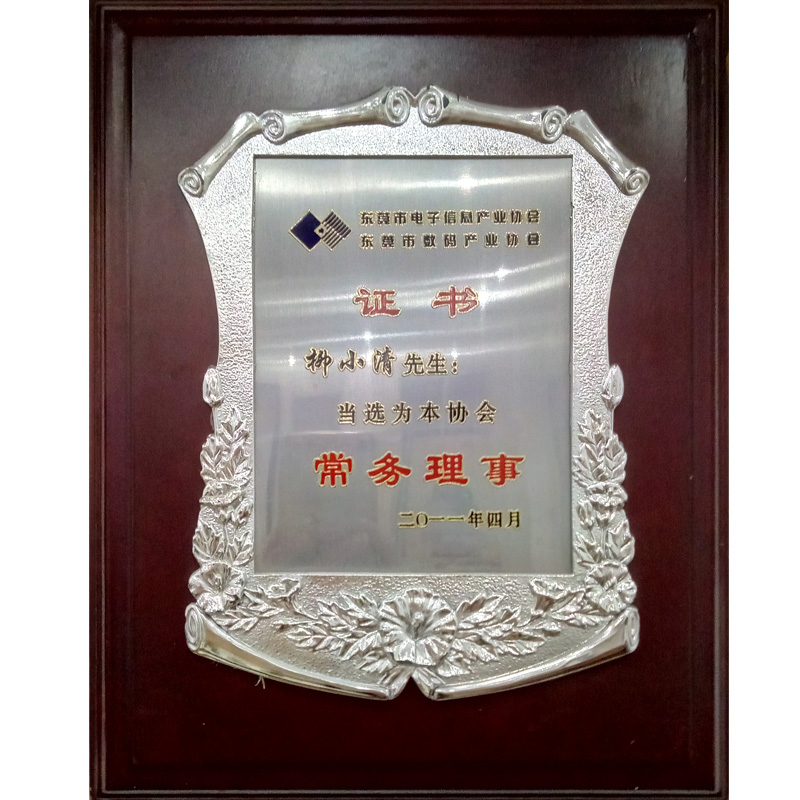 东莞市电子信息产业协会
东莞市数码产业协会
证书
柳小清先生：
当选为本协会
常务理事
二〇一一年四月